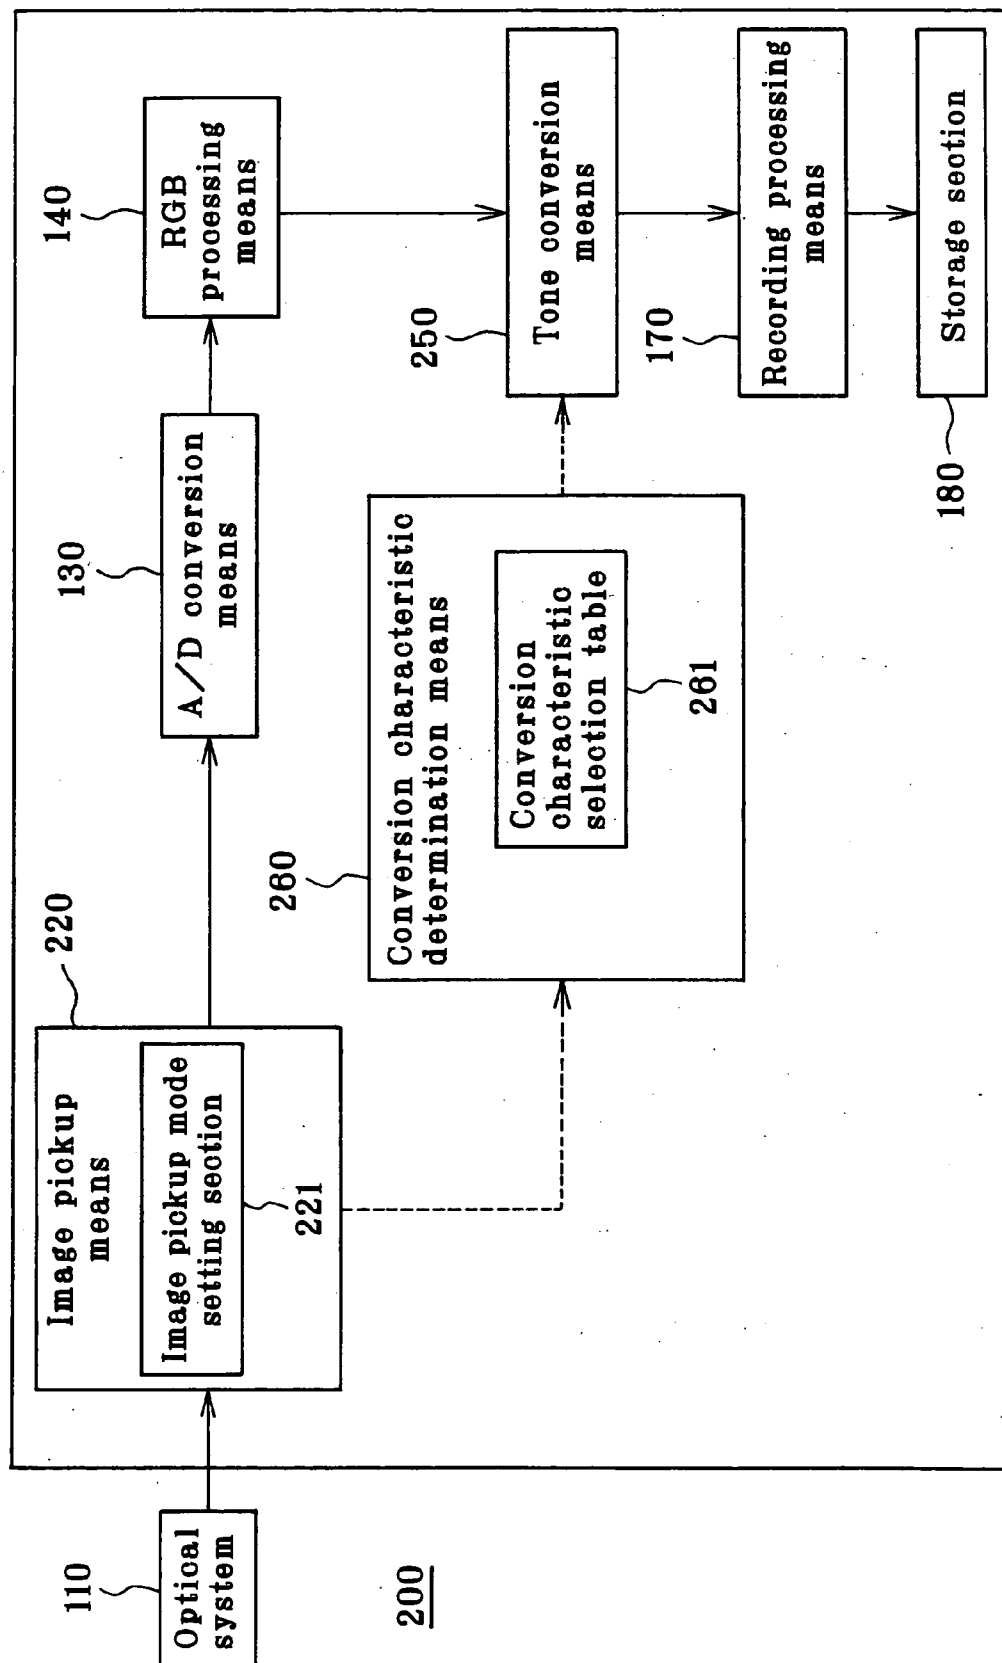 110
Optical
system
200
220
Image pickup
means
Image pickup mode
setting section
221
130
A/D conversion
means
140
RGB
processing
means
260
Conversion characteristic
determination means
Conversion
characteristic
selection table
261
250
Tone conversion
means
170
Recording processing
means
180
Storage section